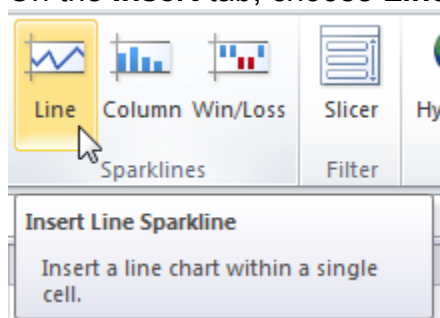 On the Insert tab, choose Line
Line Column Win/Loss Slicer Hy
Sparklines Filter
Insert Line Sparkline
Insert a line chart within a single
cell.